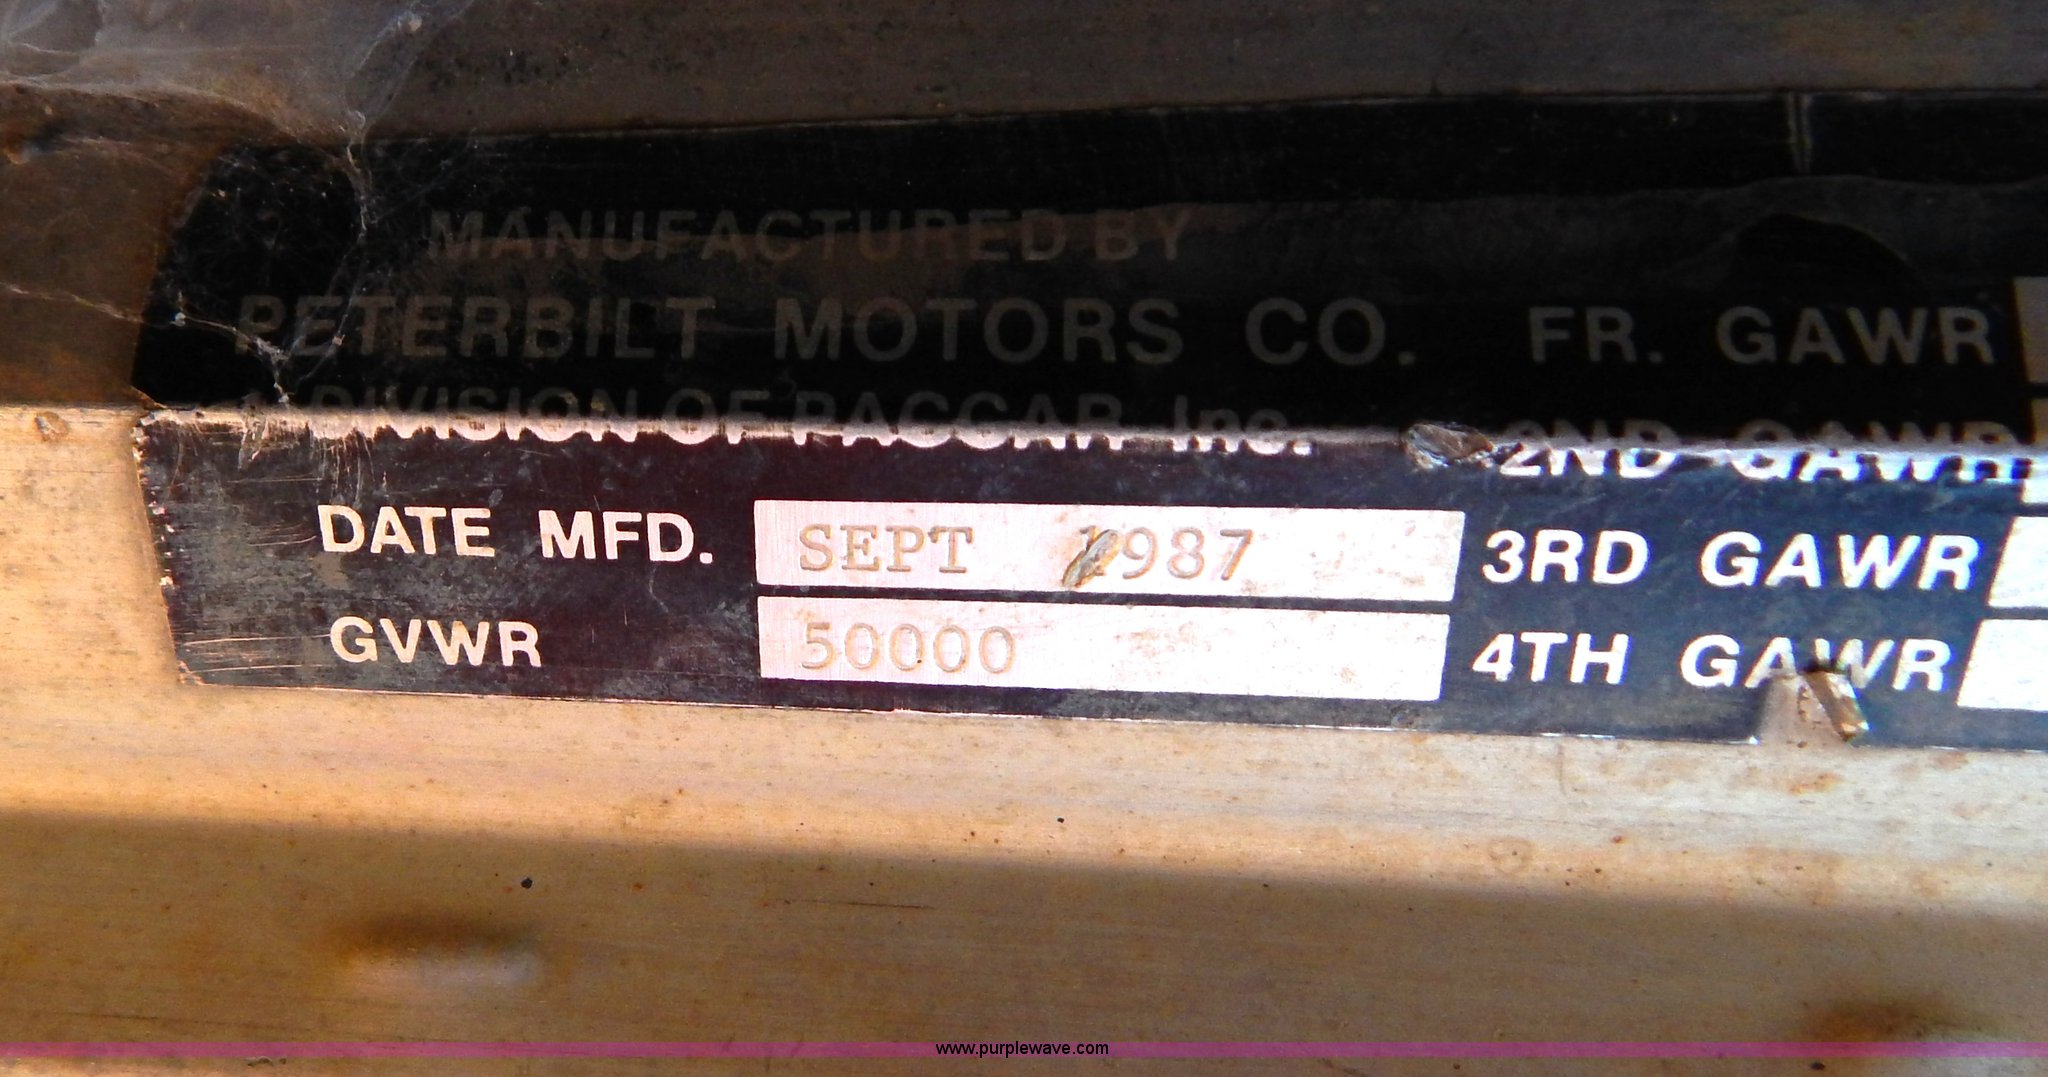 MANUFACTURED BY
PETERBILT MOTORS CO.
A DIVISION OF PACCAR Inc.
DATE MFD. SEPT 1987
GVWR 50000
FR. GAWR
2ND GAWR
3RD GAWR
4TH GAWR
www.purplewave.com